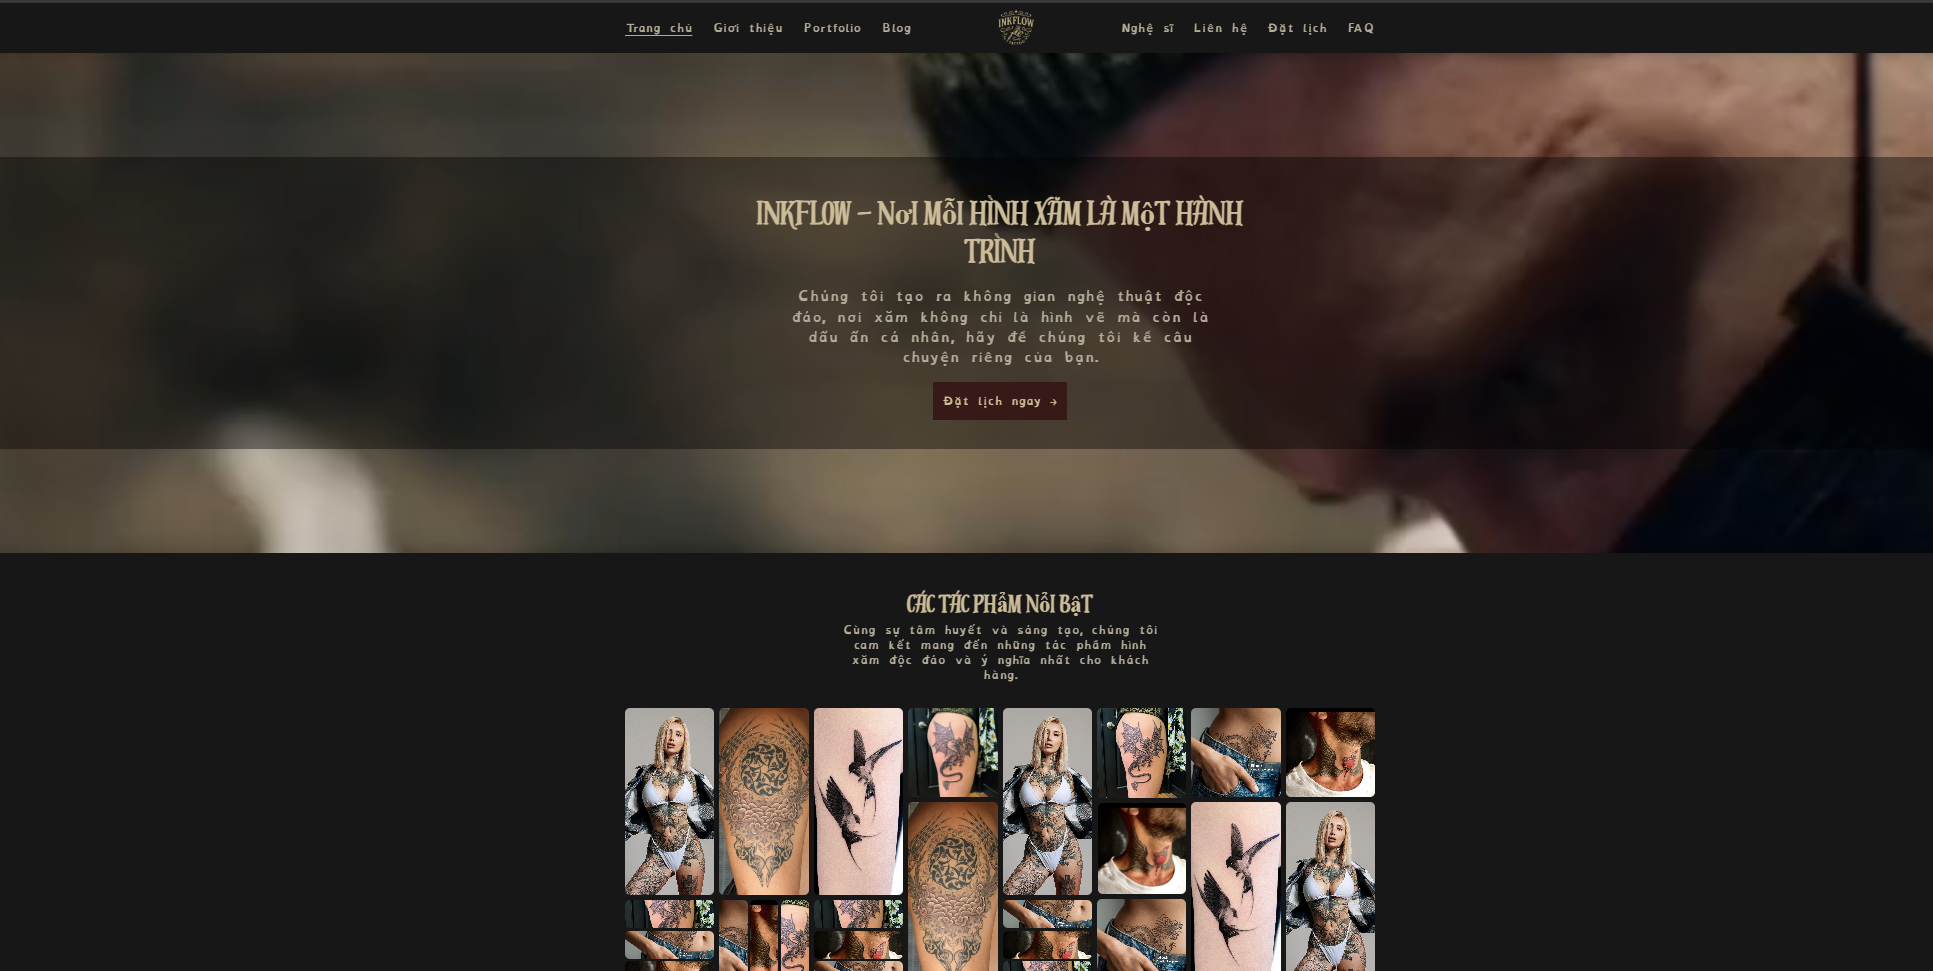 Trang chủ Giới thiệu Portfolio Blog
INKFLOW
Nghệ sĩ Liên hệ Đặt lịch FAQ
INKFLOW – NơI MỗI HÌNH XĂM LÀ MộT HÀNH
TRÌNH
Chúng tôi tạo ra không gian nghệ thuật độc
đáo, nơi xăm không chỉ là hình vẽ mà còn là
dấu ấn cá nhân, hãy để chúng tôi kể câu
chuyện riêng của bạn.
Đặt lịch ngay →
CÁC TÁC PHẩM NổI BậT
Cùng sự tâm huyết và sáng tạo, chúng tôi
cam kết mang đến những tác phẩm hình
xăm độc đáo và ý nghĩa nhất cho khách
hàng.